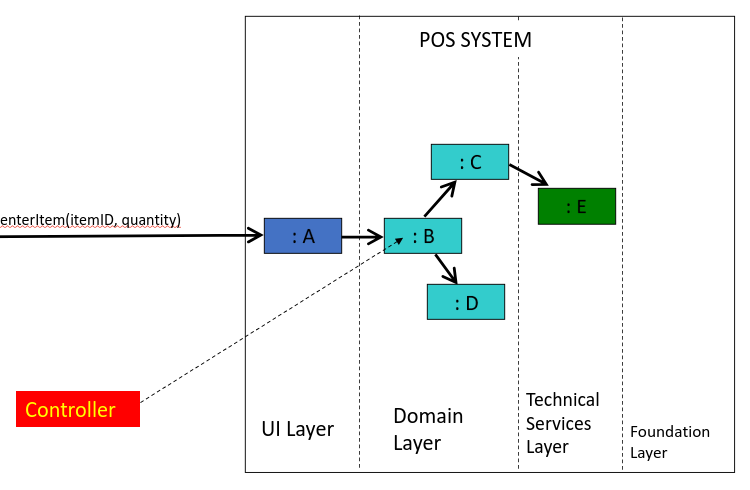 POS SYSTEM
: C
: E
enterItem(itemID, quantity)
: A
: B
: D
Controller
UI Layer
Domain
Layer
Technical
Services
Layer
Foundation
Layer